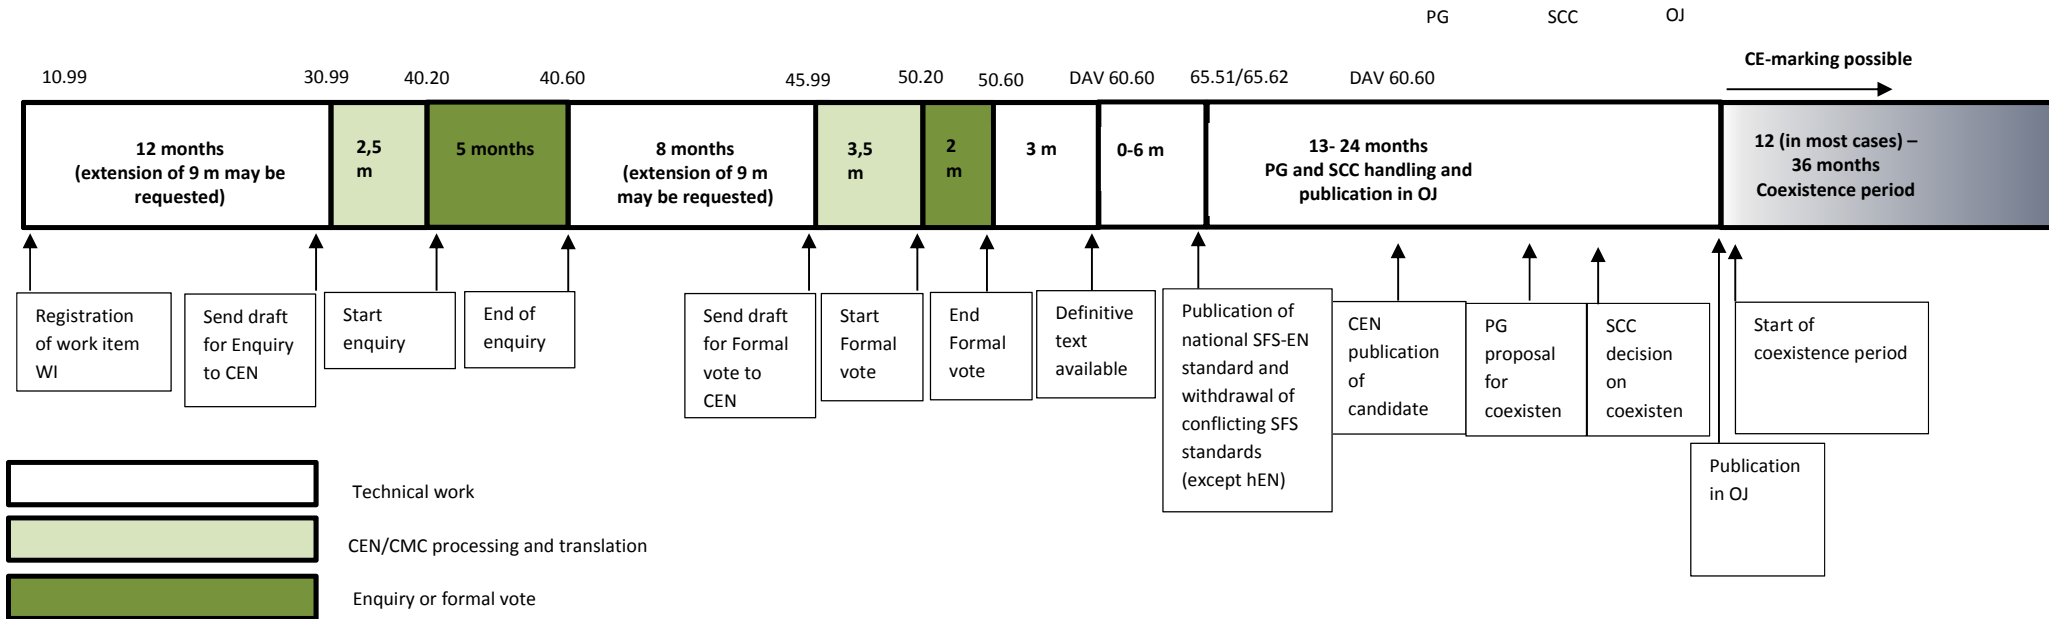 PG SCC OJ
CE-marking possible
10.99 30.99 40.20 40.60 45.99 50.20 50.60 DAV 60.60 65.51/65.62 DAV 60.60
12 months
(extension of 9 m may be
requested)
2,5
m
5 months
8 months
(extension of 9 m
may be requested)
3,5
m
2
m
3 m
0-6 m
13- 24 months
PG and SCC handling and
publication in OJ
12 (in most cases) –
36 months
Coexistence period
Registration
of work item
WI
Send draft
for Enquiry
to CEN
Start
enquiry
End of
enquiry
Send draft
for Formal
vote to
CEN
Start
Formal
vote
End
Formal
vote
Definitive
text
available
Publication of
national SFS-EN
standard and
withdrawal of
conflicting SFS
standards
(except hEN)
CEN
publication
of
candidate
PG
proposal
for
coexisten
SCC
decision
on
coexisten
Publication
in OJ
Start of
coexistence period
Technical work
CEN/CMC processing and translation
Enquiry or formal vote